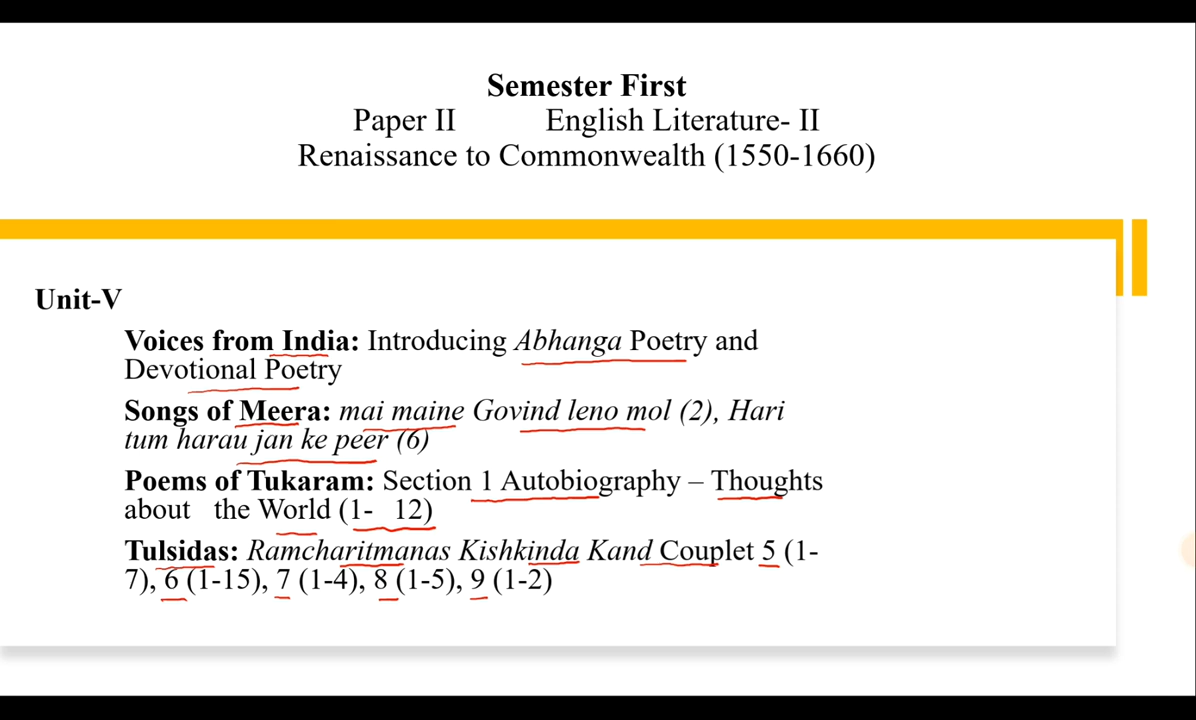 Semester First
Paper II English Literature- II
Renaissance to Commonwealth (1550-1660)
Unit-V
Voices from India: Introducing Abhanga Poetry and
Devotional Poetry
Songs of Meera: mai maine Govind leno mol (2), Hari
tum harau jan ke peer (6)
Poems of Tukaram: Section 1 Autobiography – Thoughts
about the World (1- 12)
Tulsidas: Ramcharitmanas Kishkinda Kand Couplet 5 (1-
7), 6 (1-15), 7 (1-4), 8 (1-5), 9 (1-2)